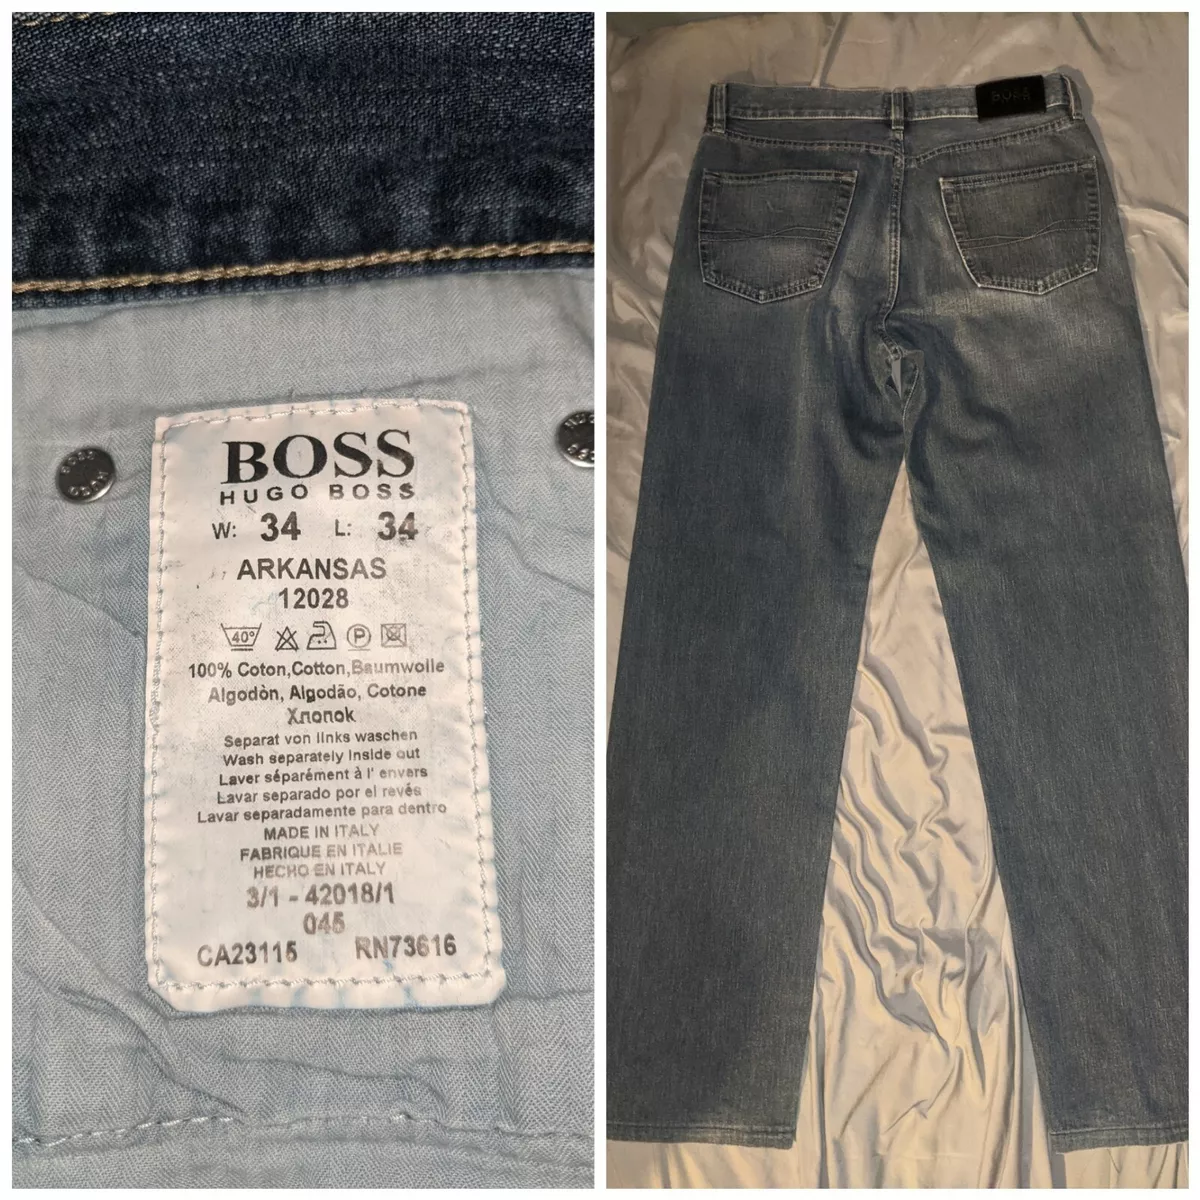 BOSS
HUGO BOSS
W: 34 L: 34
ARKANSAS
12028
40°
P
100% Coton,Cotton,Baumwolle
Algodòn, Algodão, Cotone
Хлопок
Separat von links waschen
Wash separately Inside out
Laver séparément à l' envers
Lavar separado por el revés
Lavar separadamente para dentro
MADE IN ITALY
FABRIQUE EN ITALIE
HECHO EN ITALY
3/1 - 42018/1
045
CA23115 RN73616
BOSS
HUGO
BOSS